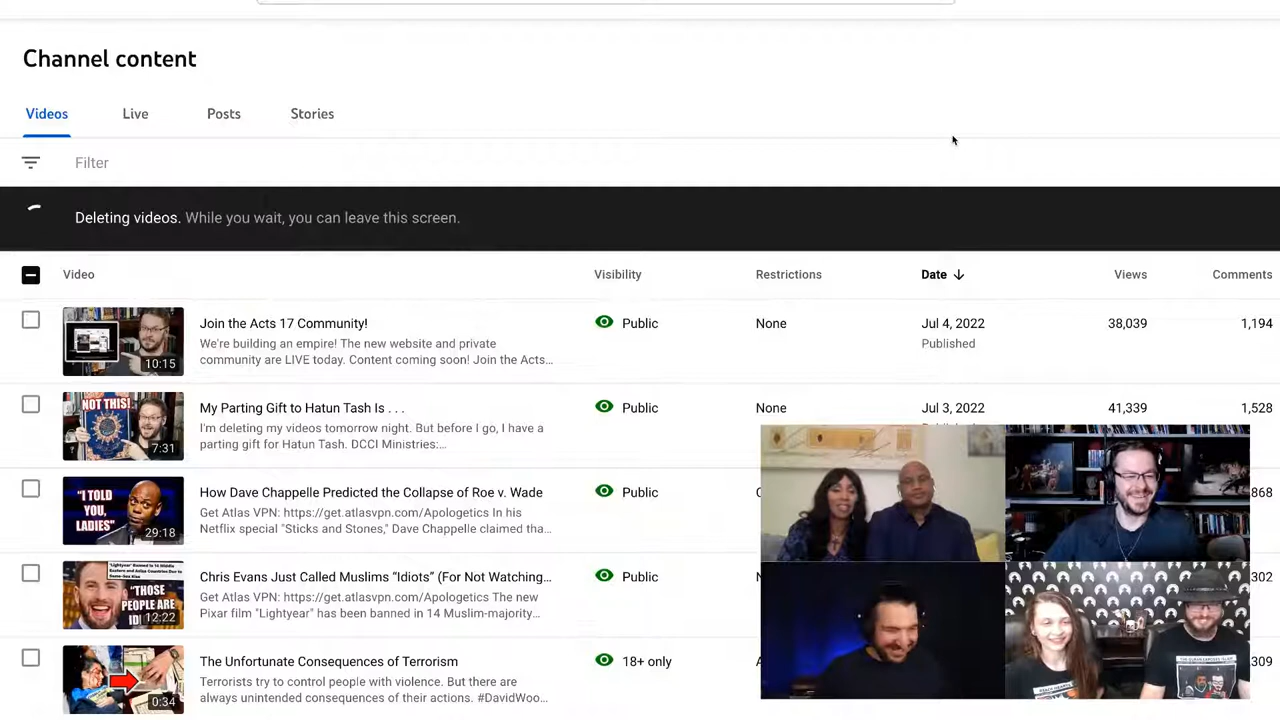 Channel content
Videos Live Posts Stories
Filter
Deleting videos. While you wait, you can leave this screen.
Video Visibility Restrictions Date Views Comments
Join the Acts 17 Community! Public None Jul 4, 2022 38,039 1,194
We're building an empire! The new website and private Published
community are LIVE today. Content coming soon! Join the Acts...
10:15
NOT THIS!
My Parting Gift to Hatun Tash Is . . . Public None Jul 3, 2022 41,339 1,528
I'm deleting my videos tomorrow night. But before I go, I have a
parting gift for Hatun Tash. DCCI Ministries:...
7:31
"I TOLD
YOU,
LADIES"
How Dave Chappelle Predicted the Collapse of Roe v. Wade Public 868
Get Atlas VPN: https://get.atlasvpn.com/Apologetics In his
Netflix special "Sticks and Stones," Dave Chappelle claimed tha...
29:18
Chris Evans Just Called Muslims “Idiots” (For Not Watching... Public 302
Get Atlas VPN: https://get.atlasvpn.com/Apologetics The new
Pixar film "Lightyear" has been banned in 14 Muslim-majority...
"THOSE
PEOPLE ARE
12:22
The Unfortunate Consequences of Terrorism 18+ only 309
Terrorists try to control people with violence. But there are
always unintended consequences of their actions. #DavidWoo...
0:34